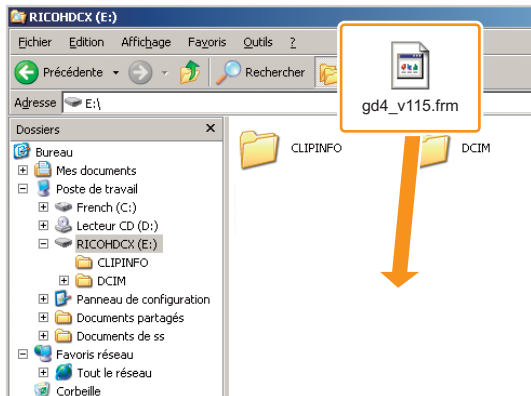 RICOHDCX (E:)
Fichier Edition Affichage Favoris Outils ?
Précédente Rechercher
Adresse E:\
gd4_v115.frm
Dossiers
CLIPINFO DCIM
Bureau
Mes documents
Poste de travail
French (C:)
Lecteur CD (D:)
RICOHDCX (E:)
CLIPINFO
DCIM
Panneau de configuration
Documents partagés
Documents de ss
Favoris réseau
Tout le réseau
Corbeille